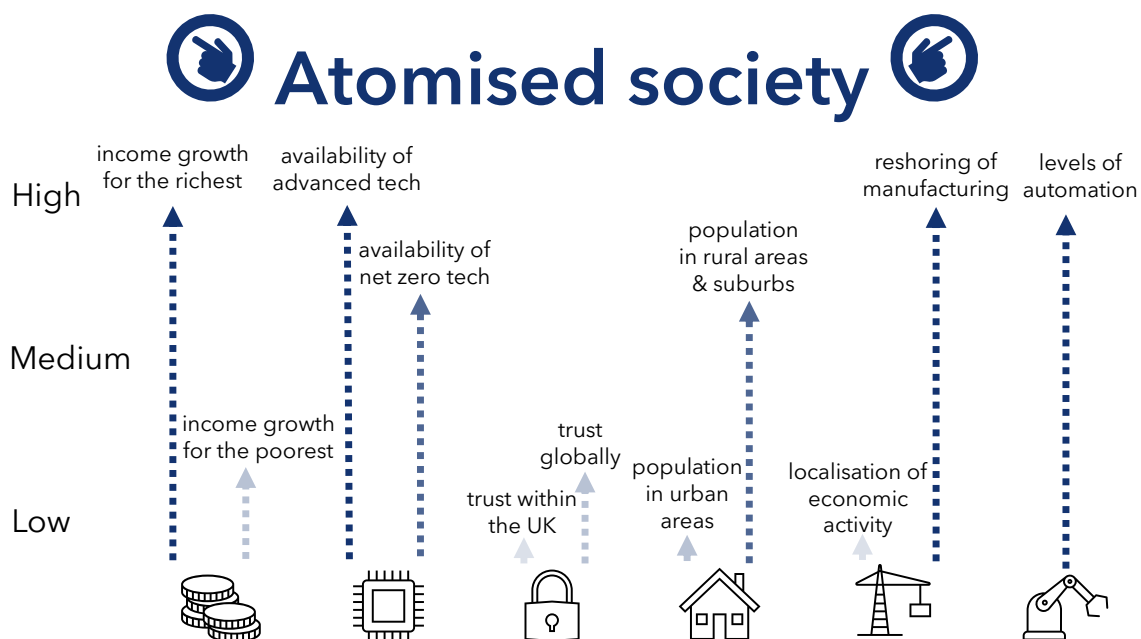 Atomised society
High
Medium
Low
income growth
for the richest
income growth
for the poorest
availability of
advanced tech
availability of
net zero tech
trust within
the UK
trust
globally
population
in urban
areas
population
in rural areas
& suburbs
localisation of
economic
activity
reshoring of
manufacturing
levels of
automation